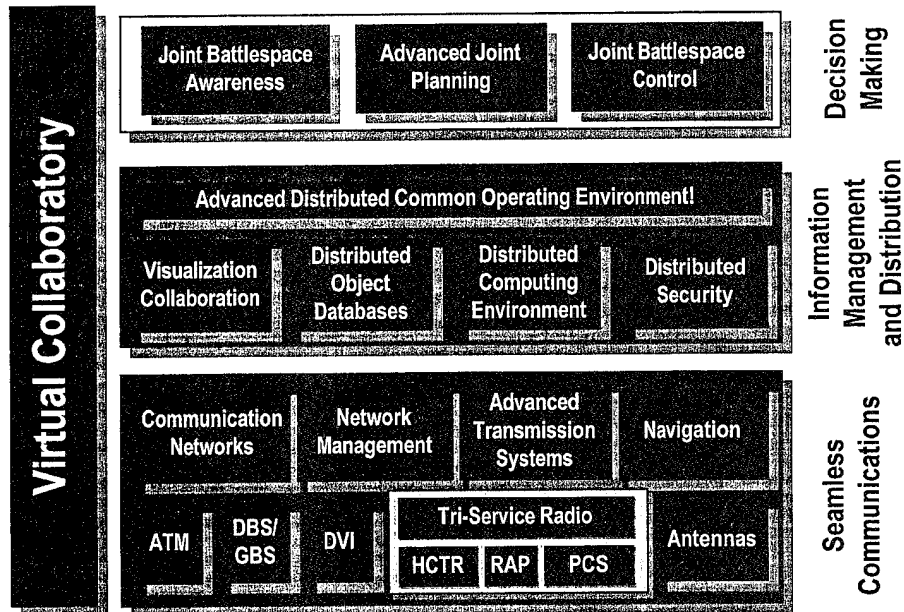 Virtual Collaboratory
Joint Battlespace
Awareness
Advanced Joint
Planning
Joint Battlespace
Control
Decision
Making
Advanced Distributed Common Operating Environment!
Visualization
Collaboration
Distributed
Object
Databases
Distributed
Computing
Environment
Distributed
Security
Information
Management
and Distribution
Communication
Networks
Network
Management
Advanced
Transmission
Systems
Navigation
ATM
DBS/
GBS
DVI
Tri-Service Radio
HCTR
RAP
PCS
Antennas
Seamless
Communications